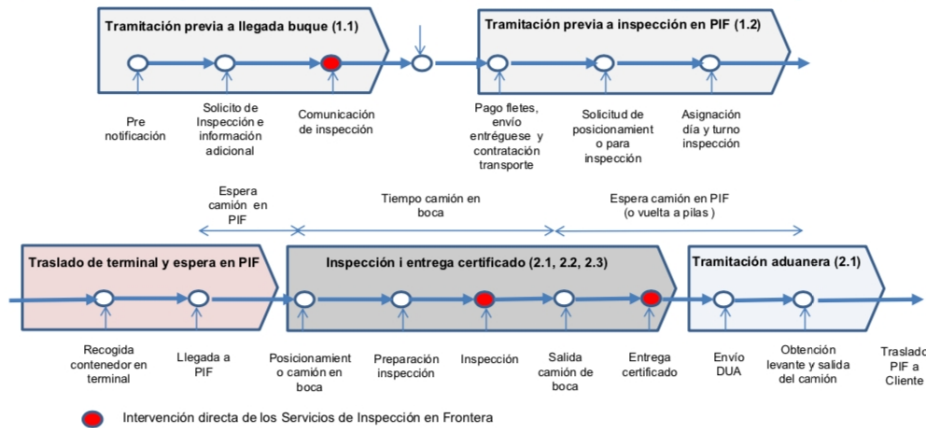 Tramitación previa a llegada buque (1.1)
Tramitación previa a inspección en PIF (1.2)
Pre
notificación
Solicito de
Inspección e
información
adicional
Comunicación
de inspección
Pago fletes,
envío
entréguese y
contratación
transporte
Solicitud de
posicionamient
o para
inspección
Asignación
día y turno
inspección
Espera
camión en
PIF
Tiempo camión en
boca
Espera camión en PIF
(o vuelta a pilas )
Traslado de terminal y espera en PIF
Inspección i entrega certificado (2.1, 2.2, 2.3)
Tramitación aduanera (2.1)
Recogida
contenedor en
terminal
Llegada a
PIF
Posicionamient
o camión en
boca
Preparación
inspección
Inspección
Salida
camión de
boca
Entrega
certificado
Envío
DUA
Obtención
levante y salida
del camión
Traslado
PIF a
Cliente
Intervención directa de los Servicios de Inspección en Frontera